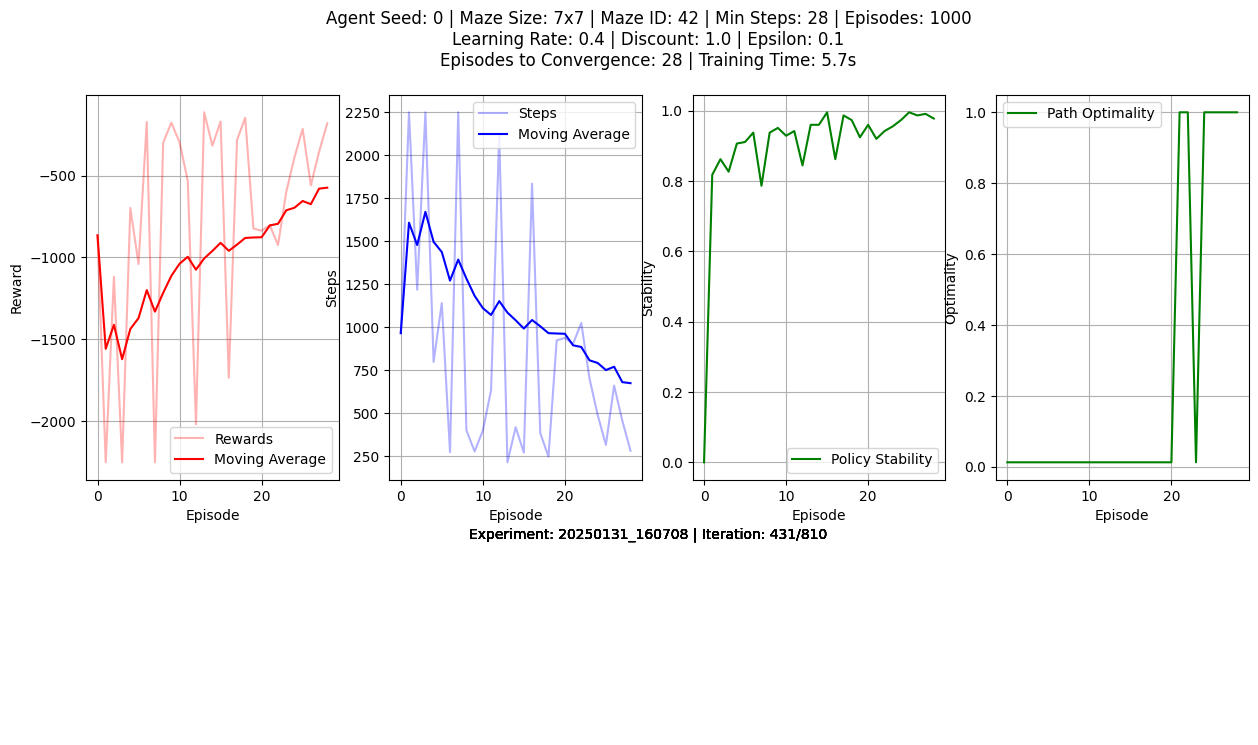 Agent Seed: 0 | Maze Size: 7x7 | Maze ID: 42 | Min Steps: 28 | Episodes: 1000
Learning Rate: 0.4 | Discount: 1.0 | Epsilon: 0.1
Episodes to Convergence: 28 | Training Time: 5.7s
Reward
−500
−1000
−1500
−2000
0
10
20
Episode
Rewards
Moving Average
Steps
2250
2000
1750
1500
1250
1000
750
500
250
0
10
20
Episode
Steps
Moving Average
Stability
1.0
0.8
0.6
0.4
0.2
0.0
0
10
20
Episode
Policy Stability
Optimality
1.0
0.8
0.6
0.4
0.2
0.0
0
10
20
Episode
Path Optimality
Experiment: 20250131_160708 | Iteration: 431/810